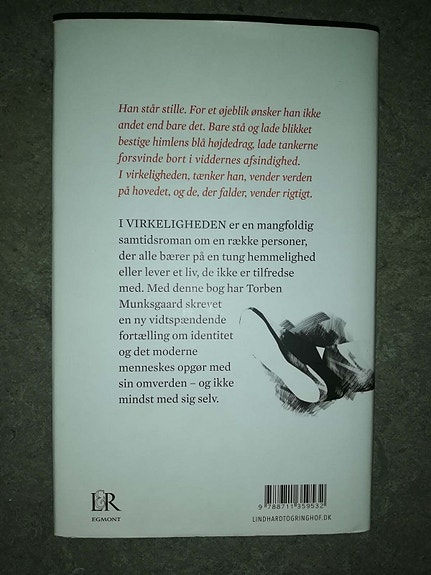 Han står stille. For et øjeblik ønsker han ikke
andet end bare det. Bare stå og lade blikket
bestige himlens blå højdedrag, lade tankerne
forsvinde bort i viddernes afsindighed.
I virkeligheden, tænker han, vender verden
på hovedet, og de, der falder, vender rigtigt.
I VIRKELIGHEDEN er en mangfoldig
samtidsroman om en række personer,
der alle bærer på en tung hemmelighed
eller lever et liv, de ikke er tilfredse
med. Med denne bog har Torben
Munksgaard skrevet
en ny vidtspændende
fortælling om identitet
og det moderne
menneskes opgør med
sin omverden – og ikke
mindst med sig selv.
L&R
EGMONT
9 788711 359532
LINDHARDTOGRINGHOF.DK